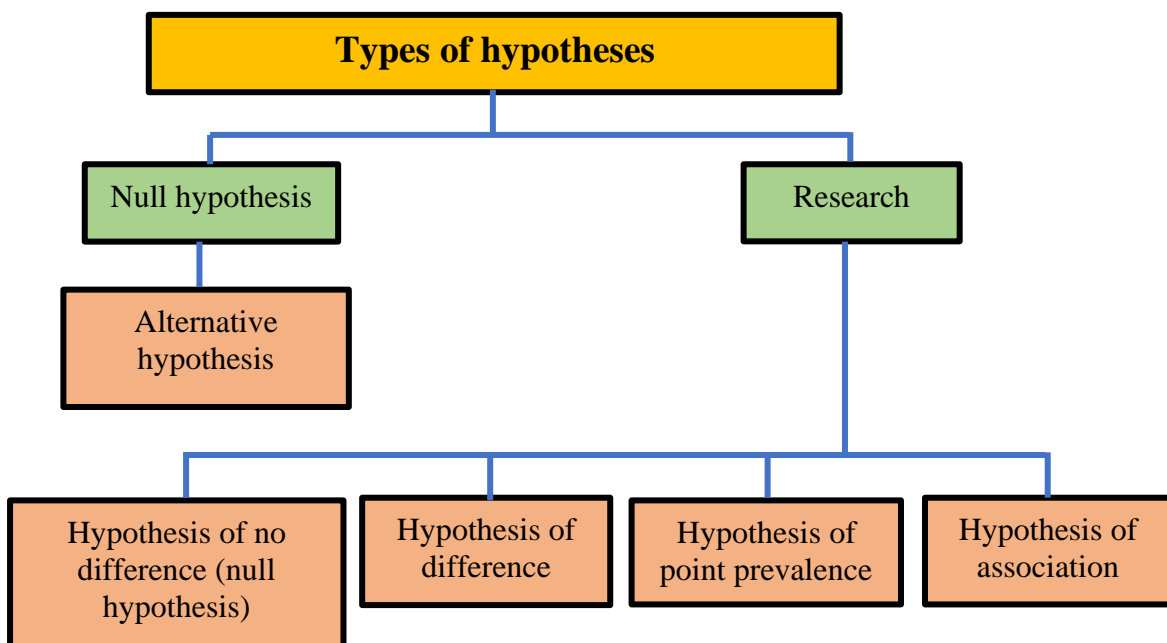 Types of hypotheses
Null hypothesis
Research
Alternative
hypothesis
Hypothesis of no
difference (null
hypothesis)
Hypothesis of
difference
Hypothesis of
point prevalence
Hypothesis of
association